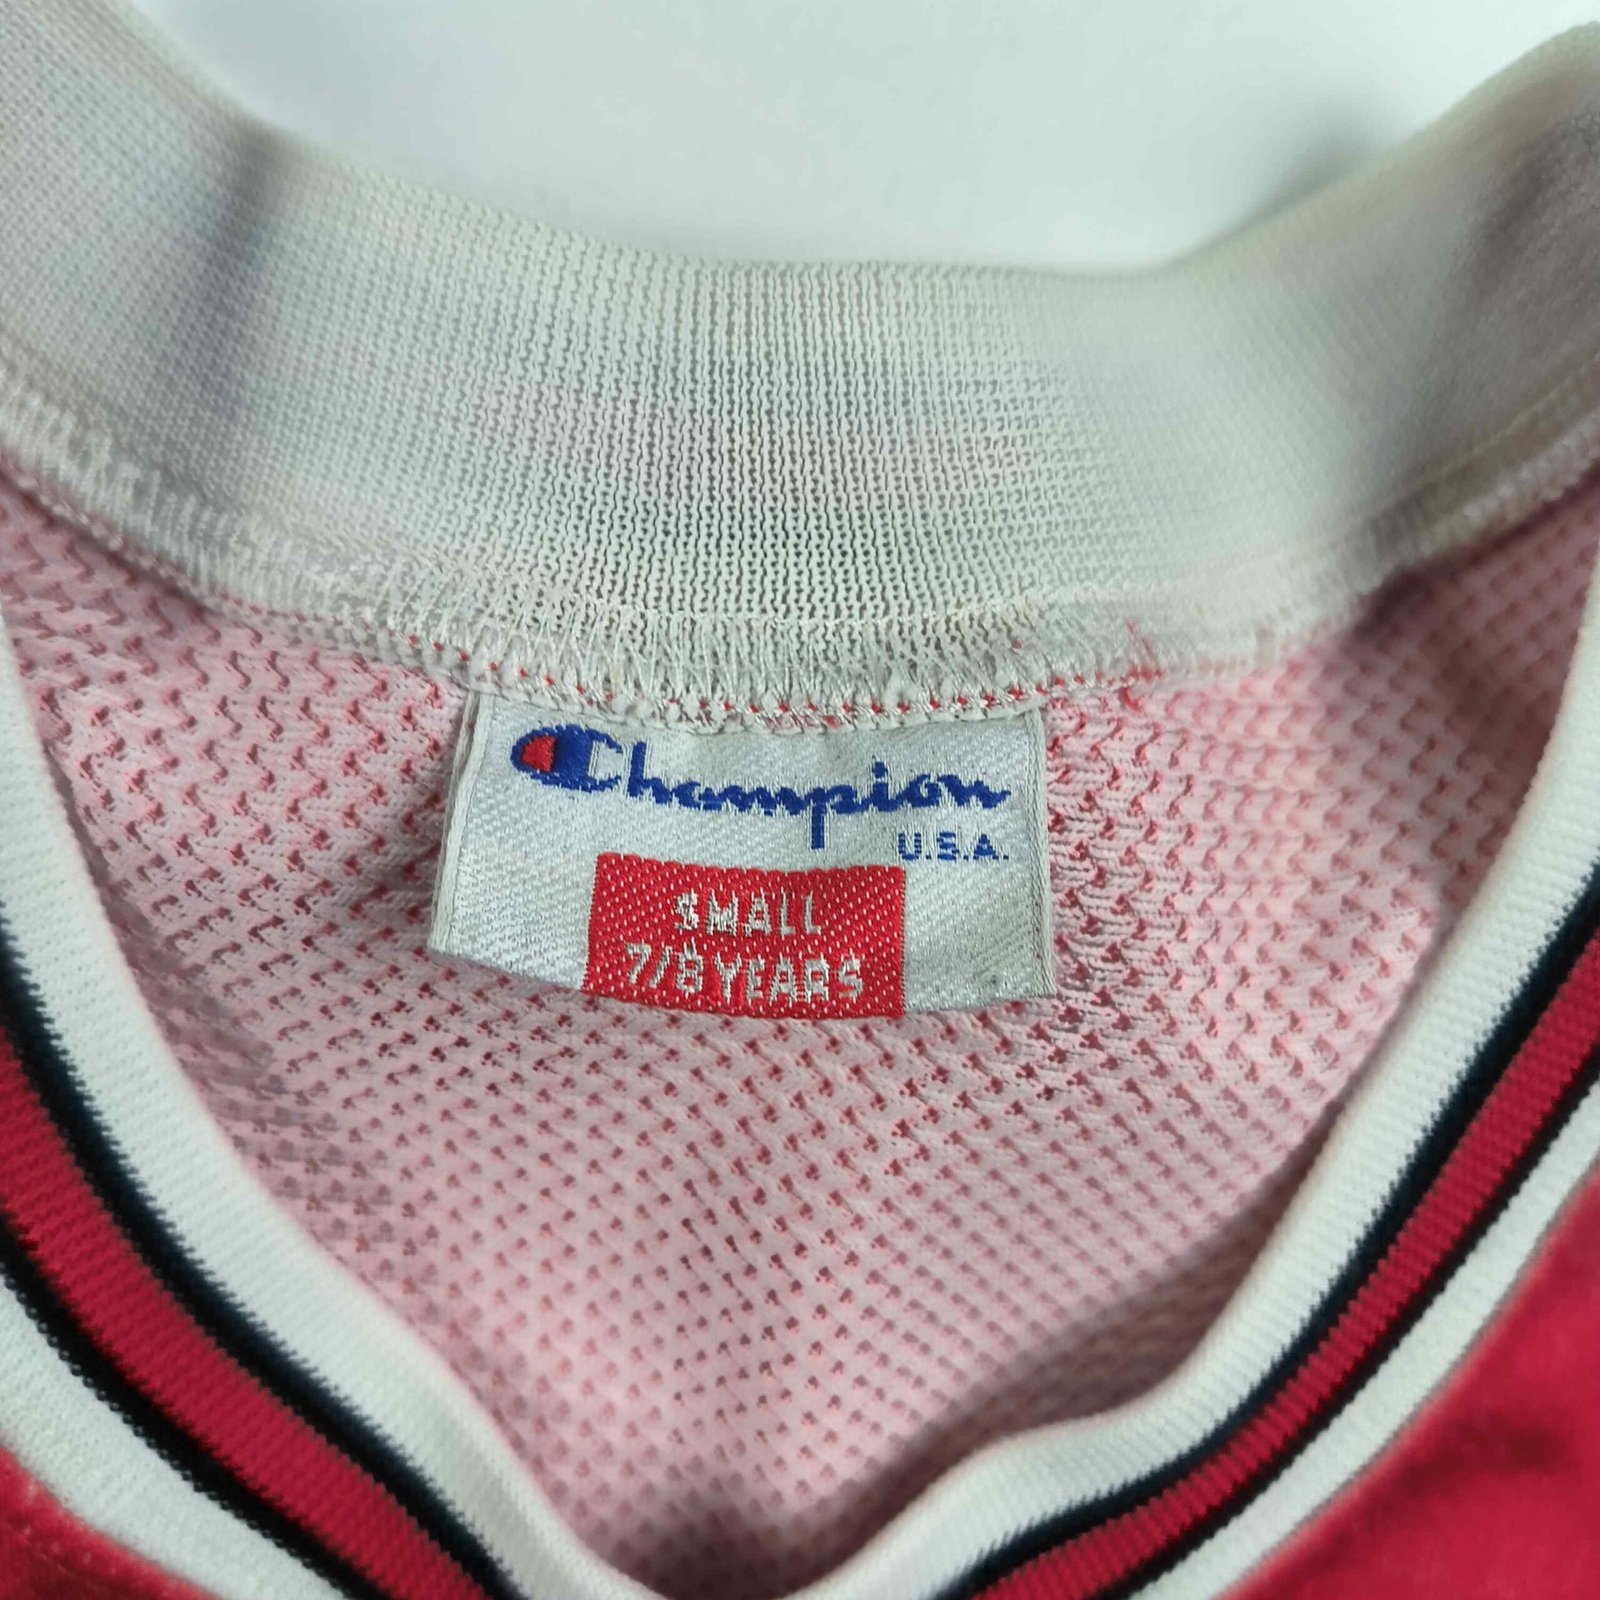 Champion
U.S.A.
SMALL
7/8 YEARS